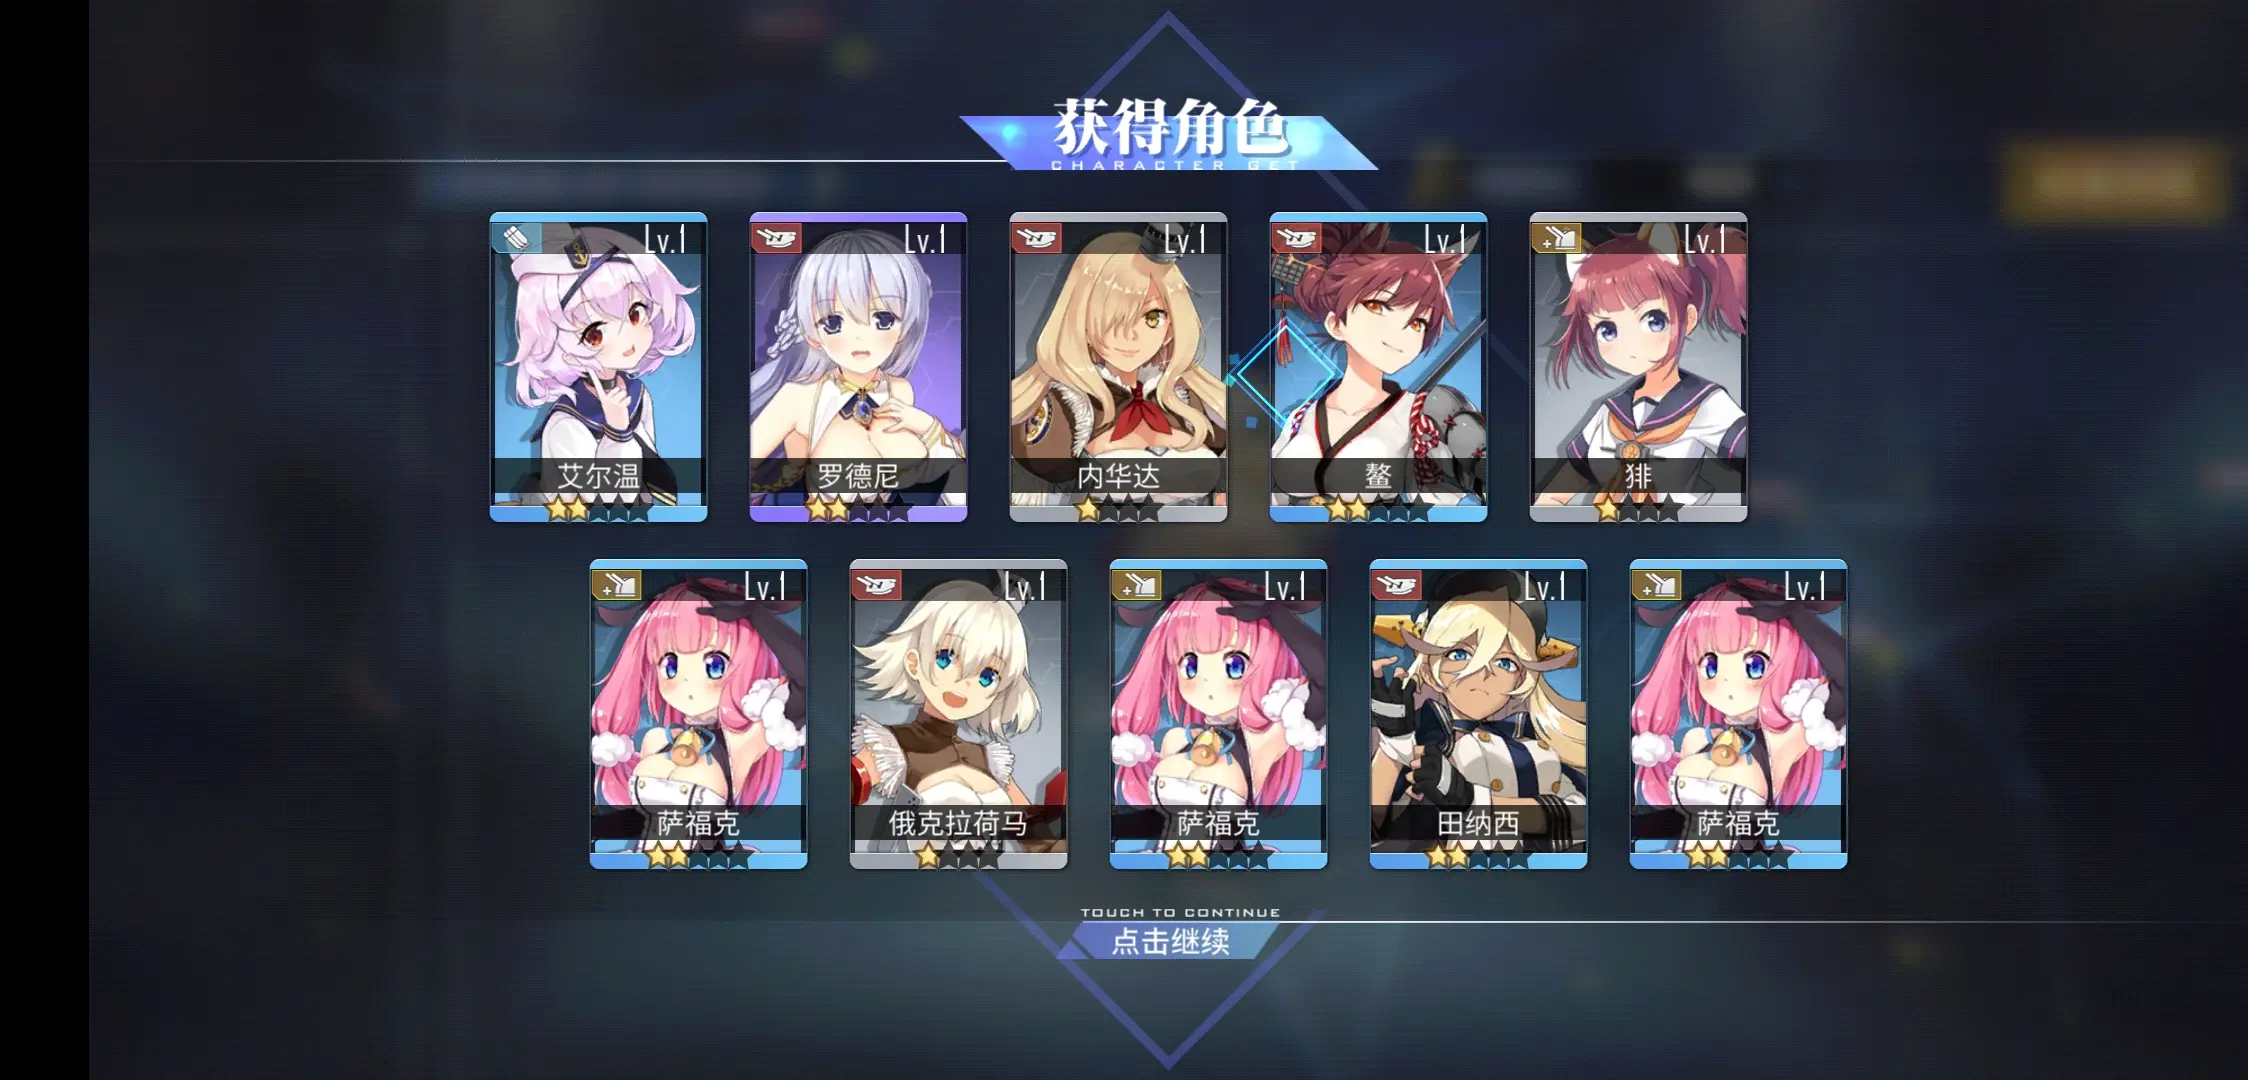 获得角色
CHARACTER GET
Lv.1 Lv.1 Lv.1 Lv.1 Lv.1
艾尔温 罗德尼 内华达 鳌 猅
Lv.1 Lv.1 Lv.1 Lv.1 Lv.1
萨福克 俄克拉荷马 萨福克 田纳西 萨福克
TOUCH TO CONTINUE
点击继续